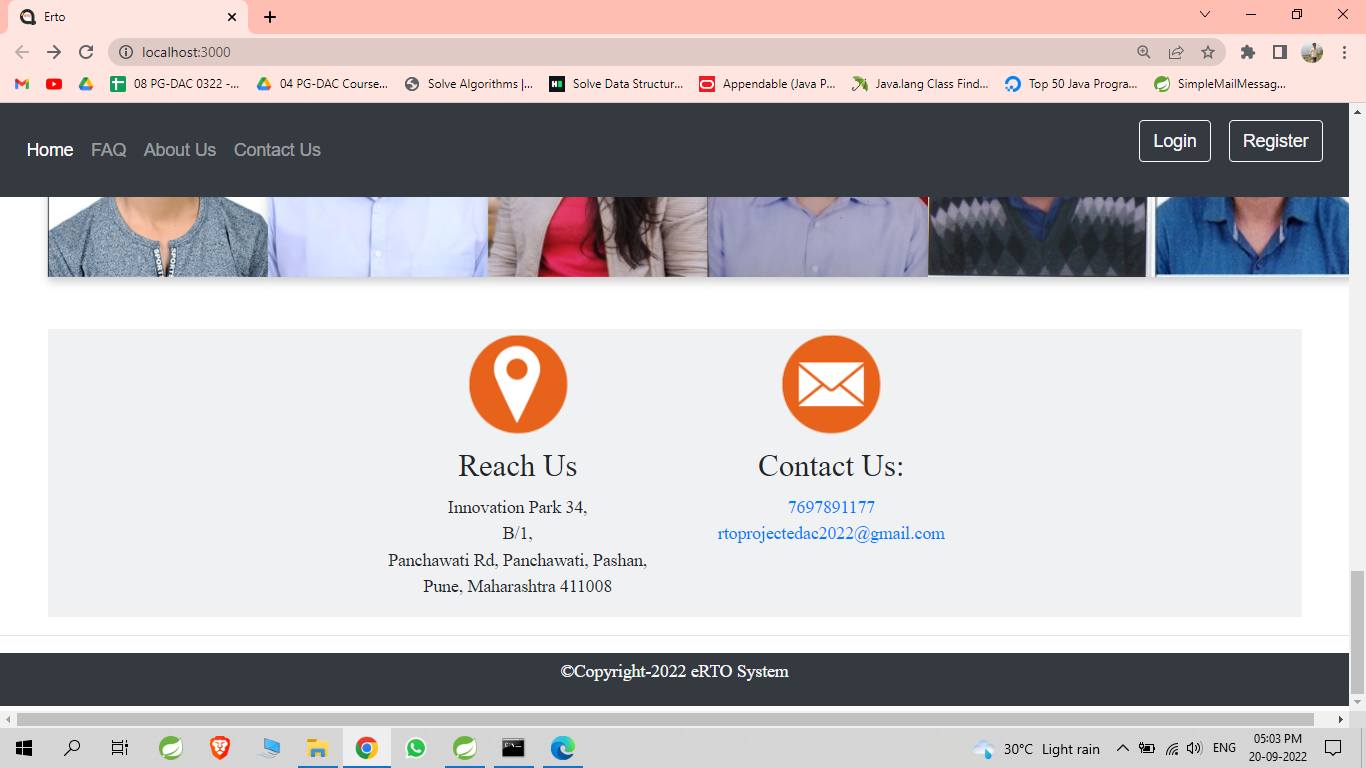 Erto
localhost:3000
08 PG-DAC 0322 -...
04 PG-DAC Course...
Solve Algorithms |...
Solve Data Structur...
Appendable (Java P...
Java.lang Class Find...
Top 50 Java Progra...
SimpleMailMessag...
Home FAQ About Us Contact Us
Login Register
SPORT
Reach Us
Innovation Park 34,
B/1,
Panchawati Rd, Panchawati, Pashan,
Pune, Maharashtra 411008
Contact Us:
7697891177
rtoprojectedac2022@gmail.com
©Copyright-2022 eRTO System
30°C Light rain
ENG
05:03 PM
20-09-2022